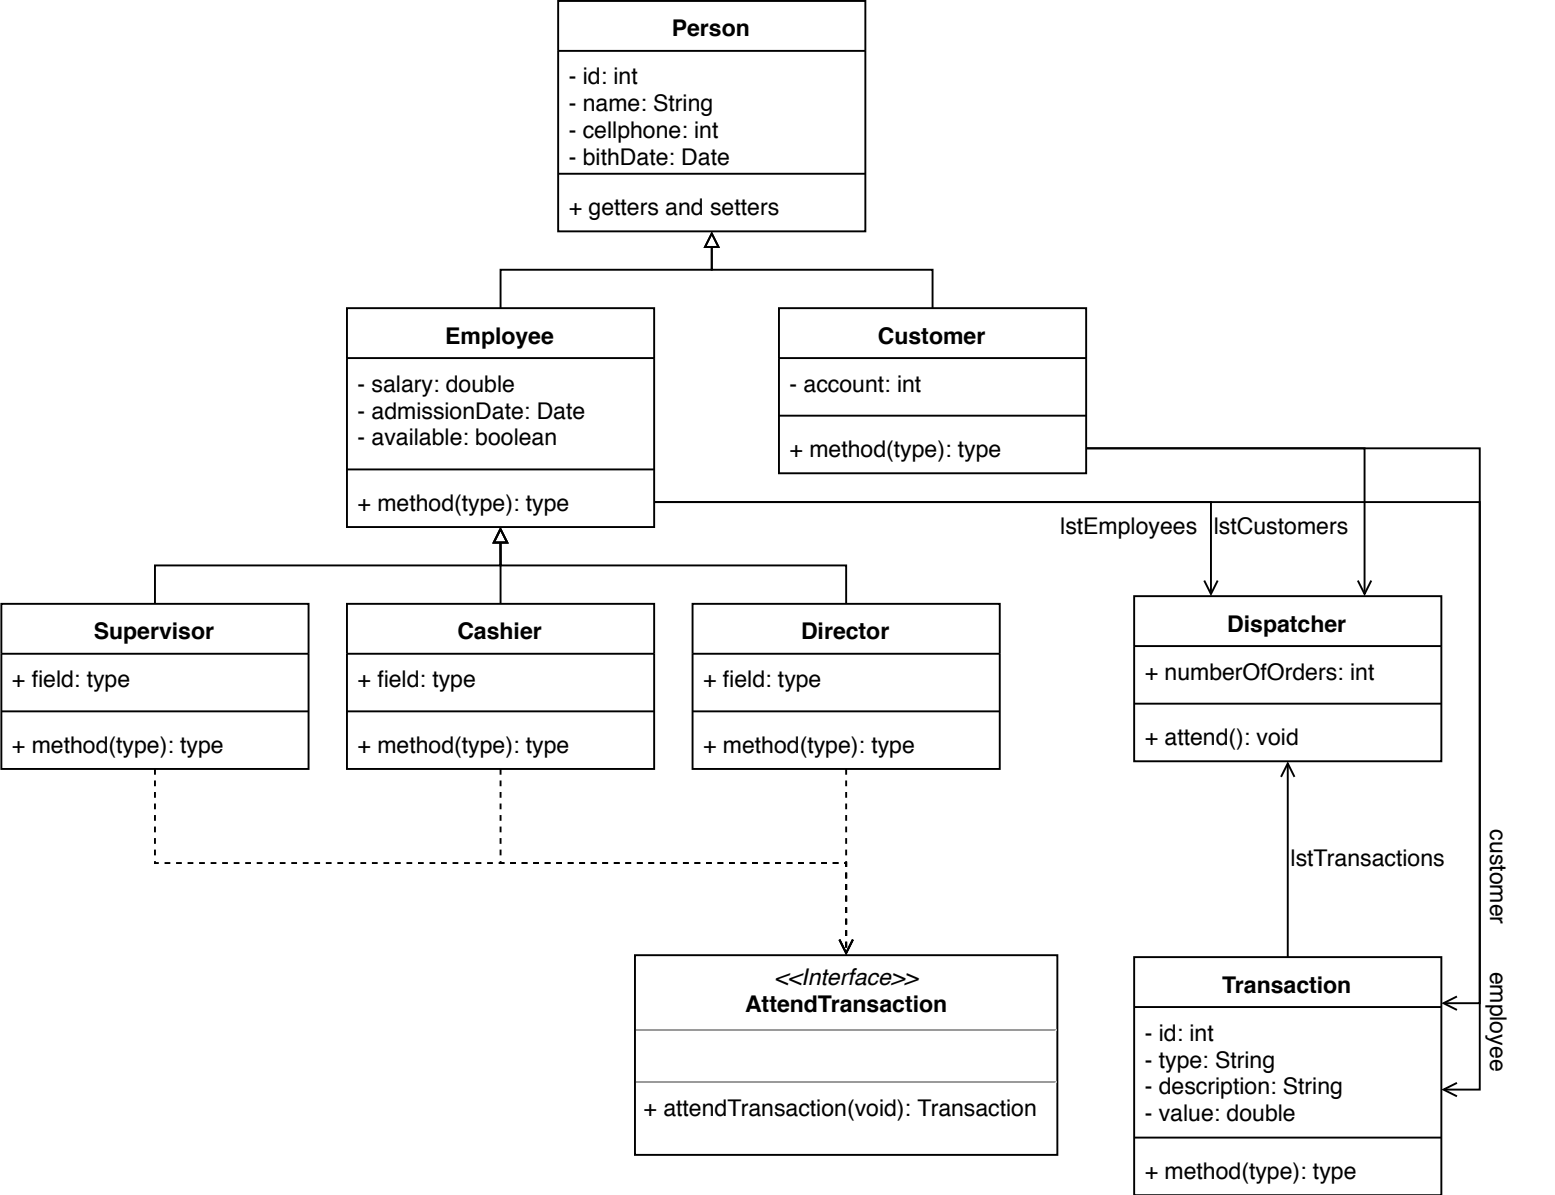 Person
- id: int
- name: String
- cellphone: int
- bithDate: Date
+ getters and setters
Employee
- salary: double
- admissionDate: Date
- available: boolean
+ method(type): type
Customer
- account: int
+ method(type): type
lstEmployees
lstCustomers
Supervisor
+ field: type
+ method(type): type
Cashier
+ field: type
+ method(type): type
Director
+ field: type
+ method(type): type
Dispatcher
+ numberOfOrders: int
+ attend(): void
lstTransactions
customer
employee
<<Interface>>
AttendTransaction
+ attendTransaction(void): Transaction
Transaction
- id: int
- type: String
- description: String
- value: double
+ method(type): type